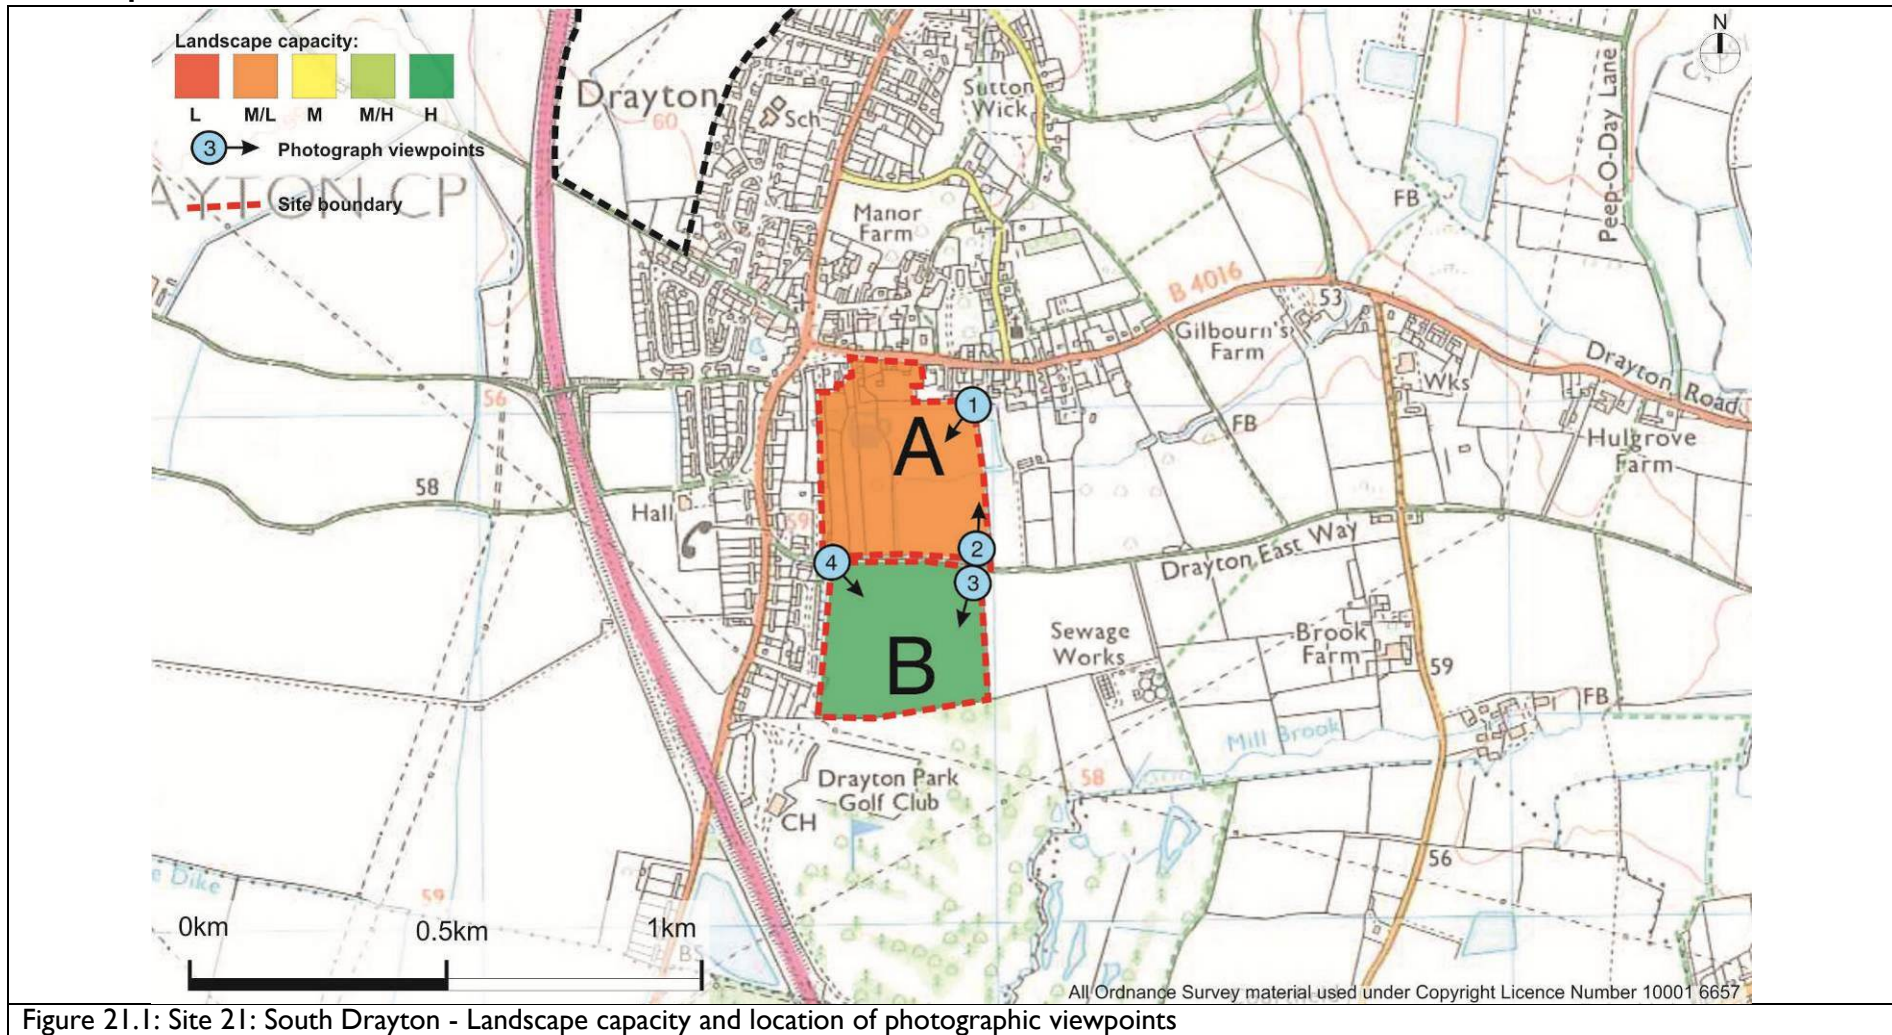 Landscape capacity:
L M/L M M/H H
3 Photograph viewpoints
Site boundary
AYTON CP
Drayton
60
Sch
Sutton
Wick
N
Peep-O-Day Lane
FB
Manor
Farm
B 4016
53
Gilbourn's
Farm
Wks
Drayton Road
56
1
FB
Hulgrove
Farm
A
58
Hall
59
2
Drayton East Way
4
3
Sewage
Works
Brook
Farm
B
59
FB
Mill Brook
58
Drayton Park
Golf Club
CH
56
e Dike
59
0km 0.5km 1km
BS
All Ordnance Survey material used under Copyright Licence Number 10001 6657
Figure 21.1: Site 21: South Drayton - Landscape capacity and location of photographic viewpoints